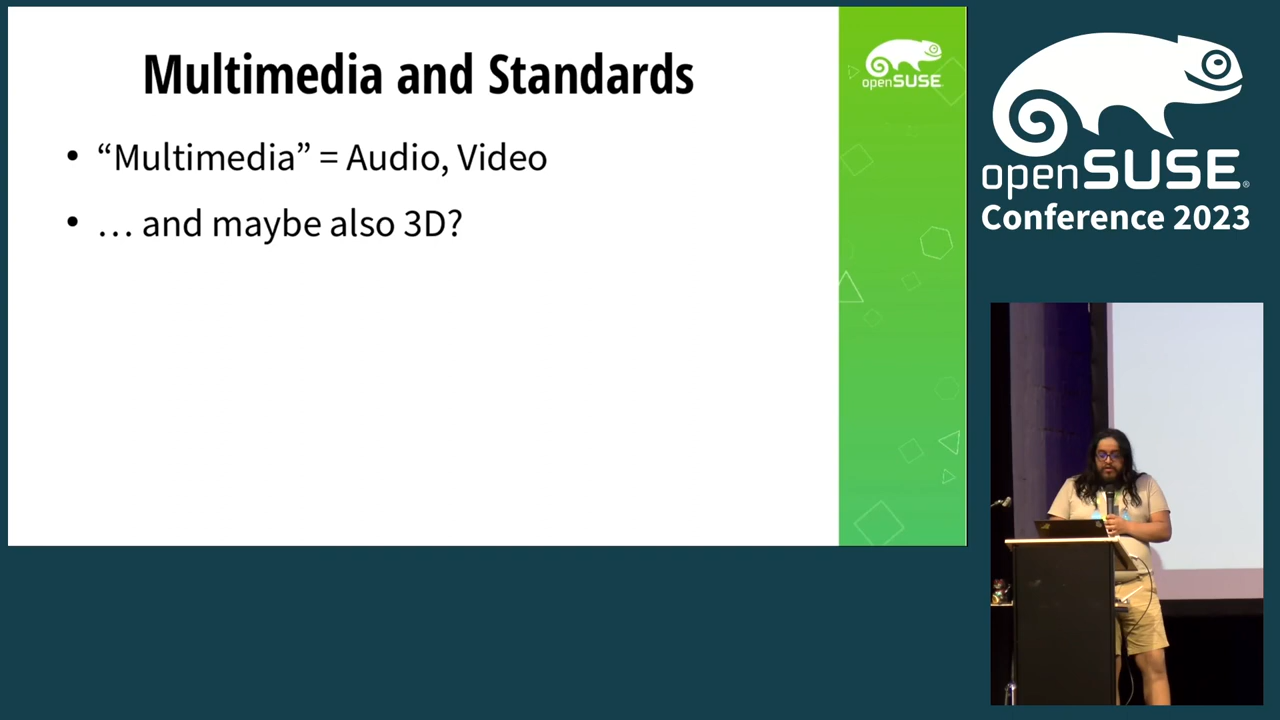 Multimedia and Standards
• “Multimedia” = Audio, Video
• … and maybe also 3D?
openSUSE
openSUSE®
Conference 2023